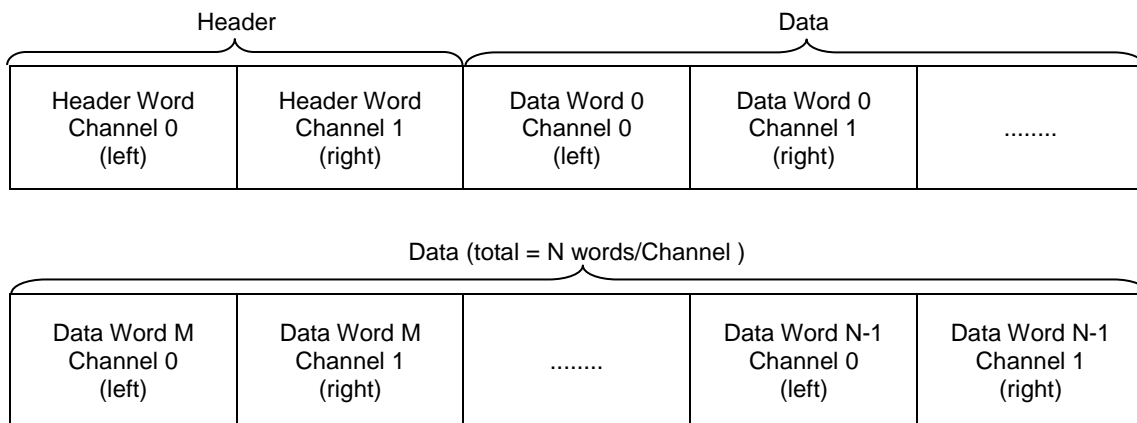 Header
Data
Header Word
Channel 0
(left)
Header Word
Channel 1
(right)
Data Word 0
Channel 0
(left)
Data Word 0
Channel 1
(right)
........
Data (total = N words/Channel )
Data Word M
Channel 0
(left)
Data Word M
Channel 1
(right)
........
Data Word N-1
Channel 0
(left)
Data Word N-1
Channel 1
(right)